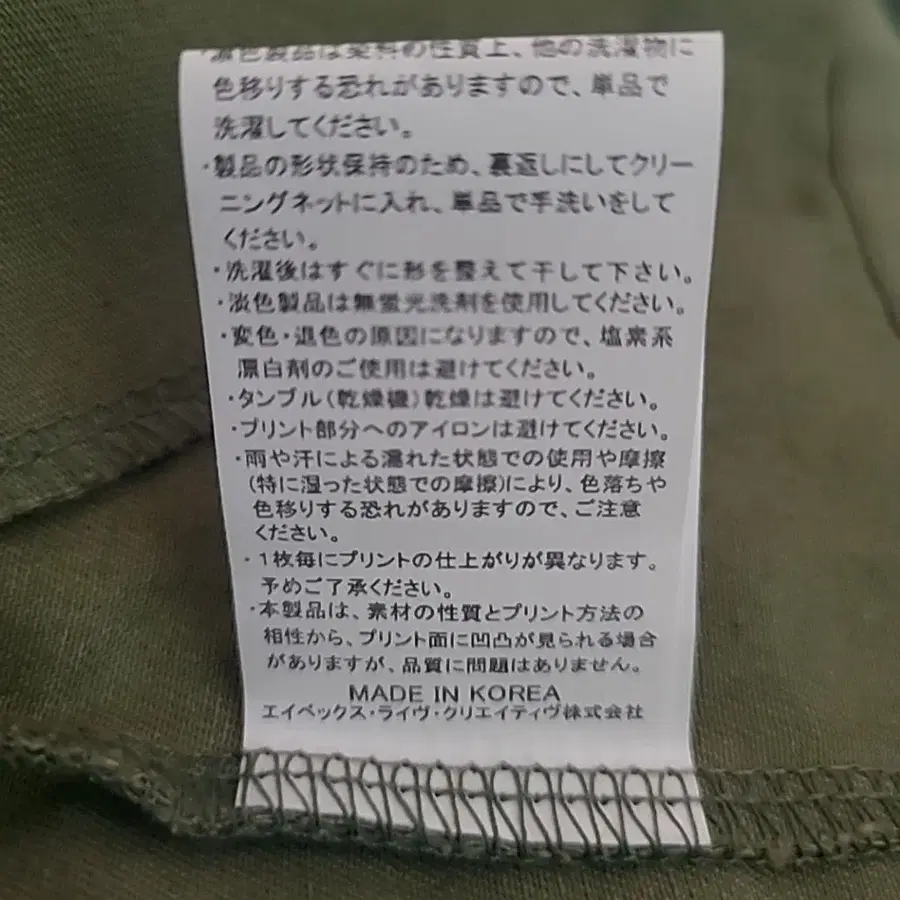 ・濃色製品は染料の性質上、他の洗濯物に
色移りする恐れがありますので、単品で
洗濯してください。
・製品の形状保持のため、裏返しにしてクリー
ニングネットに入れ、単品で手洗いをして
ください。
・洗濯後はすぐに形を整えて干して下さい。
・淡色製品は無蛍光洗剤を使用してください。
・変色・退色の原因になりますので、塩素系
漂白剤のご使用は避けてください。
・タンブル(乾燥機)乾燥は避けてください。
・プリント部分へのアイロンは避けてください。
・雨や汗による濡れた状態での使用や摩擦
(特に湿った状態での摩擦)により、色落ちや
色移りする恐れがありますので、ご注意
ください。
・1枚毎にプリントの仕上がりが異なります。
予めご了承ください。
・本製品は、素材の性質とプリント方法の
相性から、プリント面に凹凸が見られる場合
がありますが、品質に問題はありません。
MADE IN KOREA
エイベックス・ライヴ・クリエイティヴ株式会社